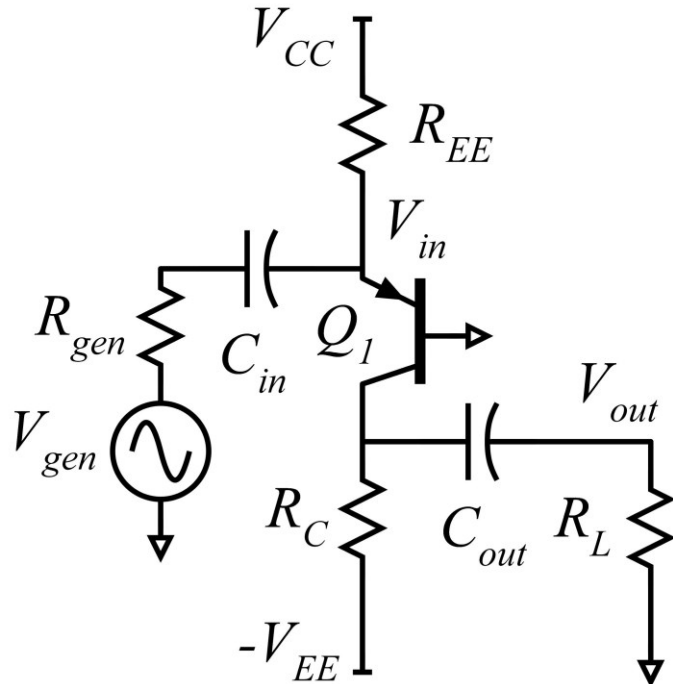 V_CC
R_EE
V_in
R_gen
C_in
Q_1
V_out
V_gen
R_C
C_out
R_L
-V_EE